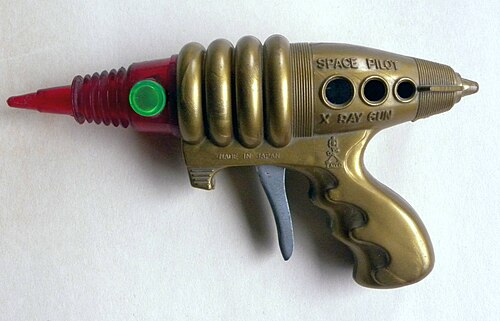 SPACE PILOT
X RAY GUN
MADE IN JAPAN